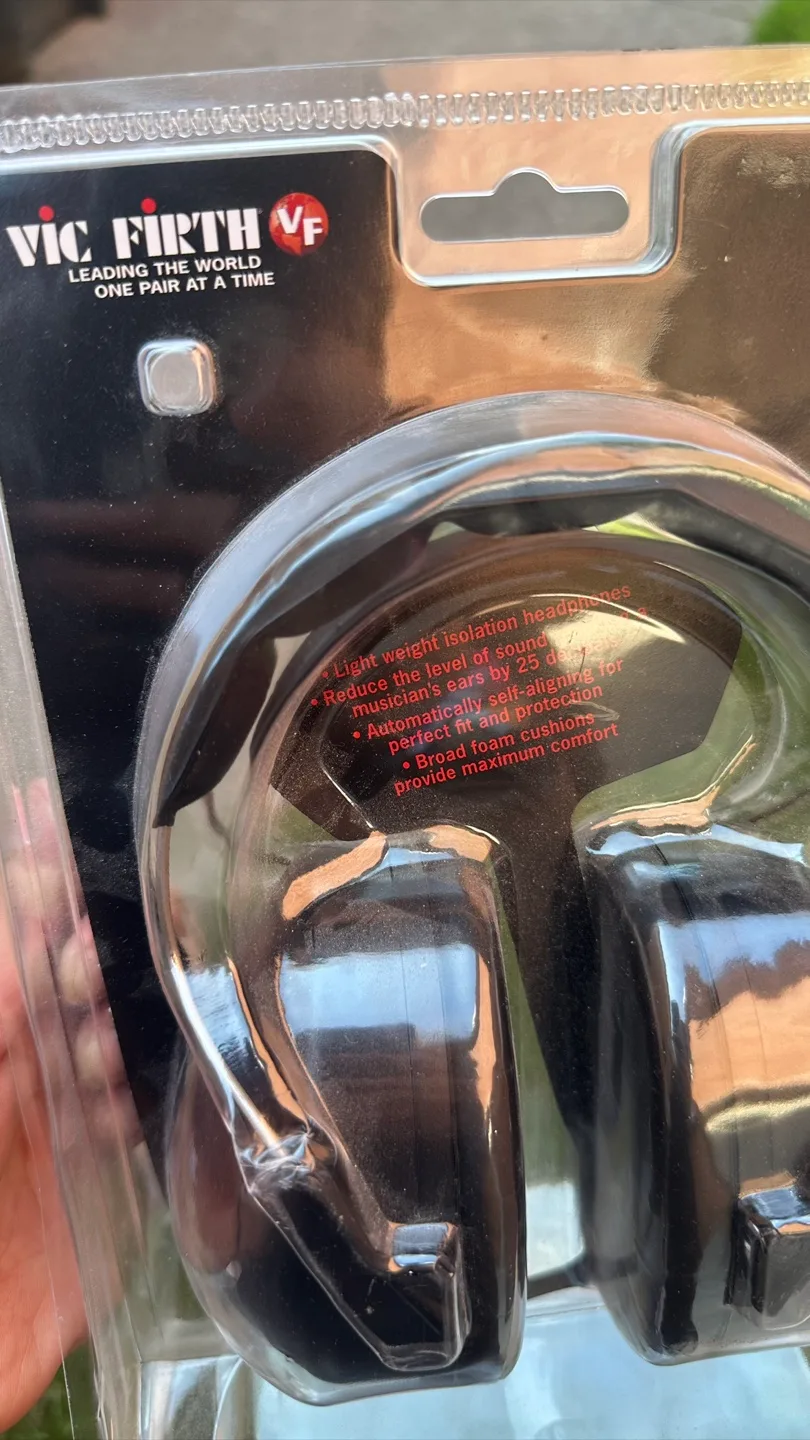 VIC FIRTH VF
LEADING THE WORLD
ONE PAIR AT A TIME
• Light weight isolation headphones
• Reduce the level of sound
musician's ears by 25
• Automatically self-aligning for
perfect fit and protection
• Broad foam cushions
provide maximum comfort